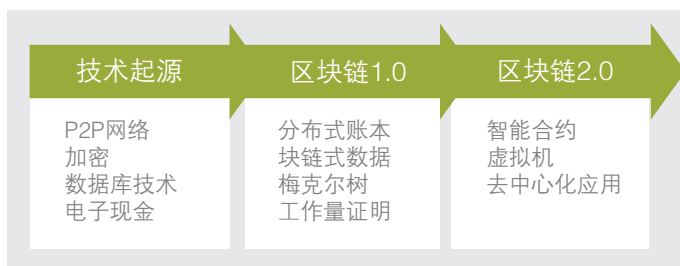 技术起源
P2P网络
加密
数据库技术
电子现金
区块链1.0
分布式账本
块链式数据
梅克尔树
工作量证明
区块链2.0
智能合约
虚拟机
去中心化应用